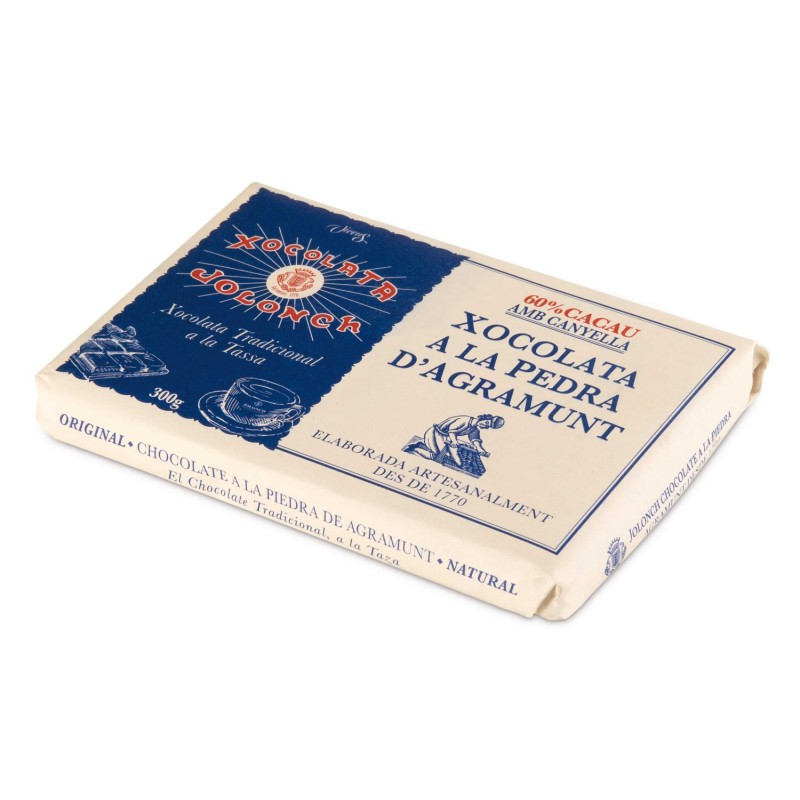 Vicens
XOCOLATA
JOLONCH
Xocolata Tradicional
a la Tassa
300g
60% CACAU
AMB CANYELLA
XOCOLATA
A LA PEDRA
D'AGRAMUNT
ELABORADA ARTESANALMENT
DES DE 1770
ORIGINAL • CHOCOLATE A LA PIEDRA DE AGRAMUNT • NATURAL
El Chocolate Tradicional, a la Taza
JOLONCH CHOCOLATE A LA PIEDRA